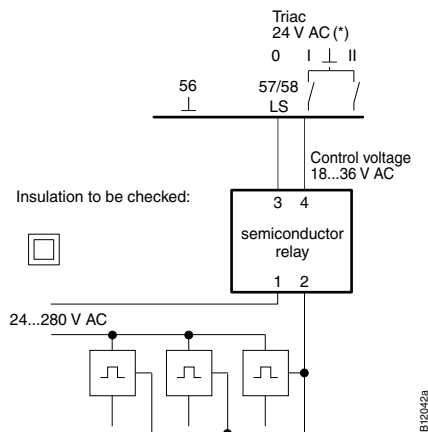 Triac
24 V AC (*)
0 I II
56 57/58
LS
Control voltage
18...36 V AC
Insulation to be checked:
3 4
semiconductor
relay
1 2
24...280 V AC
B12042a